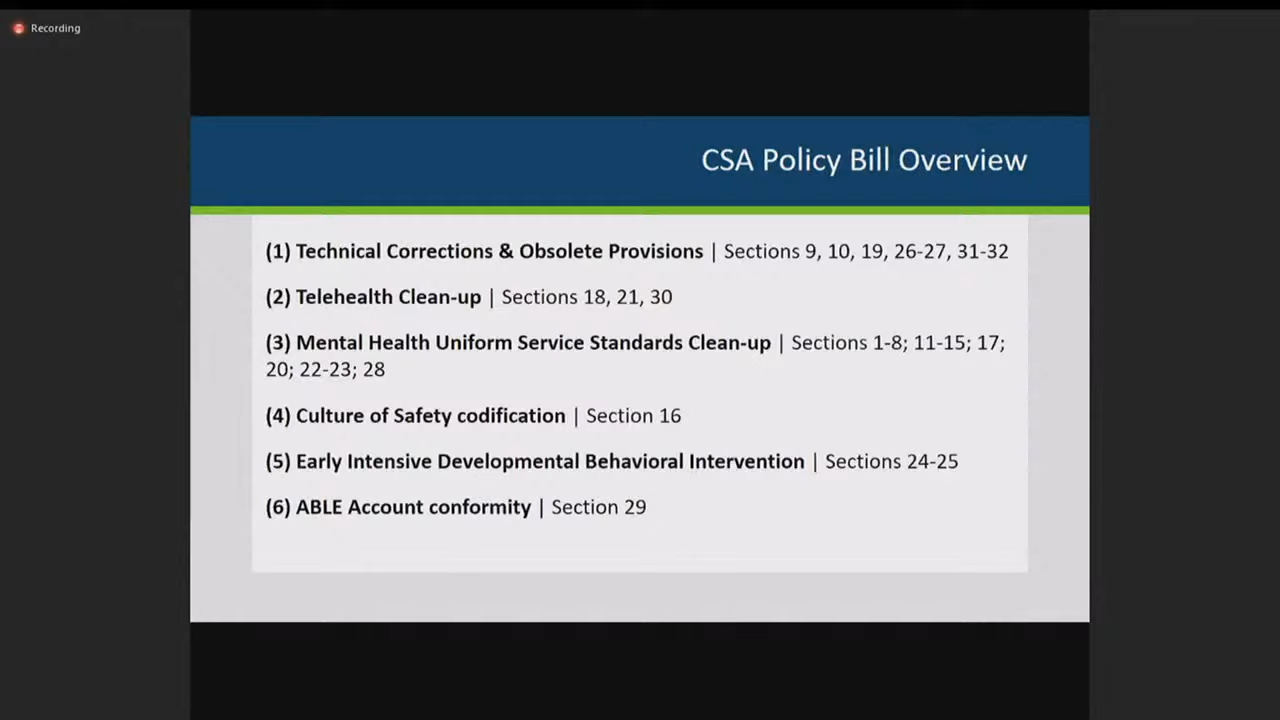 Recording
CSA Policy Bill Overview
(1) Technical Corrections & Obsolete Provisions | Sections 9, 10, 19, 26-27, 31-32
(2) Telehealth Clean-up | Sections 18, 21, 30
(3) Mental Health Uniform Service Standards Clean-up | Sections 1-8; 11-15; 17;
20; 22-23; 28
(4) Culture of Safety codification | Section 16
(5) Early Intensive Developmental Behavioral Intervention | Sections 24-25
(6) ABLE Account conformity | Section 29